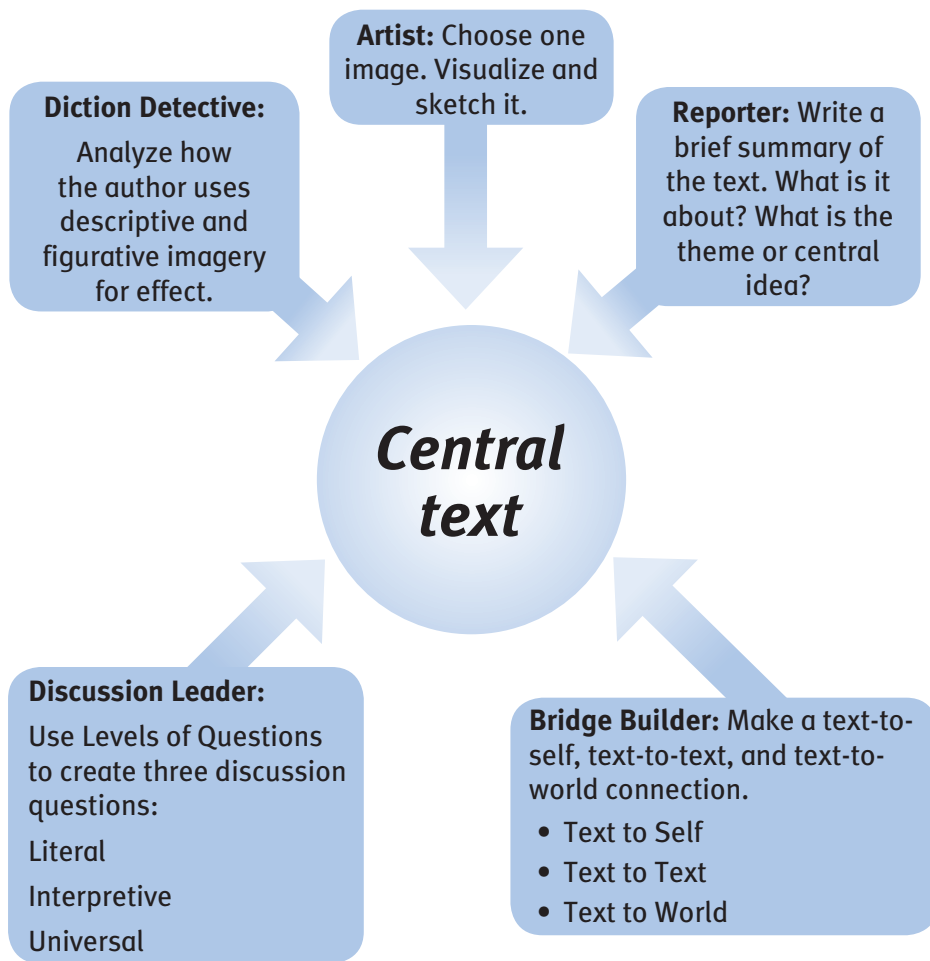 Artist: Choose one
image. Visualize and
sketch it.
Diction Detective:
Analyze how
the author uses
descriptive and
figurative imagery
for effect.
Reporter: Write a
brief summary of
the text. What is it
about? What is the
theme or central
idea?
Central
text
Discussion Leader:
Use Levels of Questions
to create three discussion
questions:
Literal
Interpretive
Universal
Bridge Builder: Make a text-to-
self, text-to-text, and text-to-
world connection.
• Text to Self
• Text to Text
• Text to World